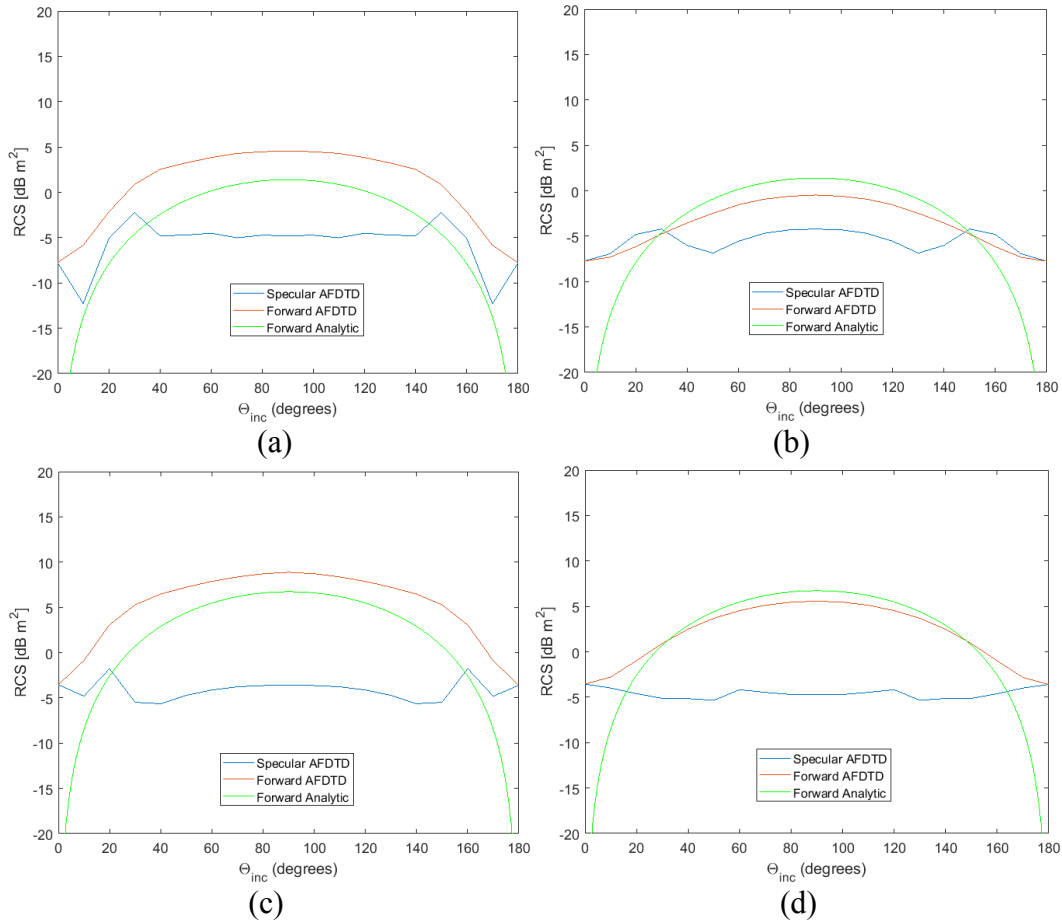 20
15
10
5
0
-5
-10
-15
-20
RCS [dB m²]
Specular AFDTD
Forward AFDTD
Forward Analytic
0 20 40 60 80 100 120 140 160 180
Θinc (degrees)
(a)
20
15
10
5
0
-5
-10
-15
-20
RCS [dB m²]
Specular AFDTD
Forward AFDTD
Forward Analytic
0 20 40 60 80 100 120 140 160 180
Θinc (degrees)
(b)
20
15
10
5
0
-5
-10
-15
-20
RCS [dB m²]
Specular AFDTD
Forward AFDTD
Forward Analytic
0 20 40 60 80 100 120 140 160 180
Θinc (degrees)
(c)
20
15
10
5
0
-5
-10
-15
-20
RCS [dB m²]
Specular AFDTD
Forward AFDTD
Forward Analytic
0 20 40 60 80 100 120 140 160 180
Θinc (degrees)
(d)